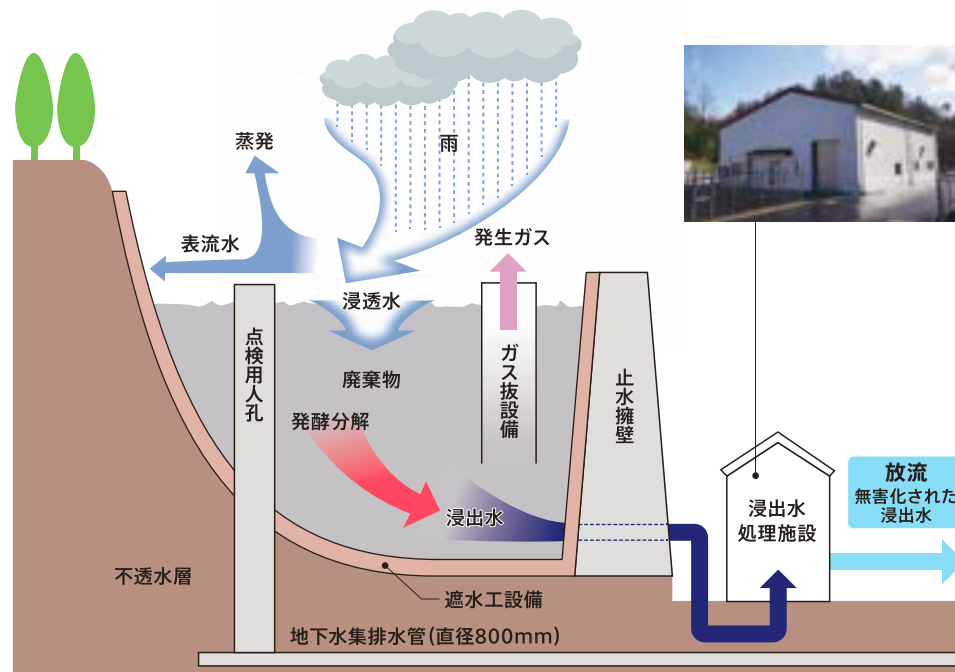 雨
蒸発
表流水
発生ガス
浸透水
点検用人孔
ガス抜設備
廃棄物
止水擁壁
発酵分解
浸出水
放流
無害化された
浸出水
浸出水
処理施設
不透水層
遮水工設備
地下水集排水管(直径800mm)